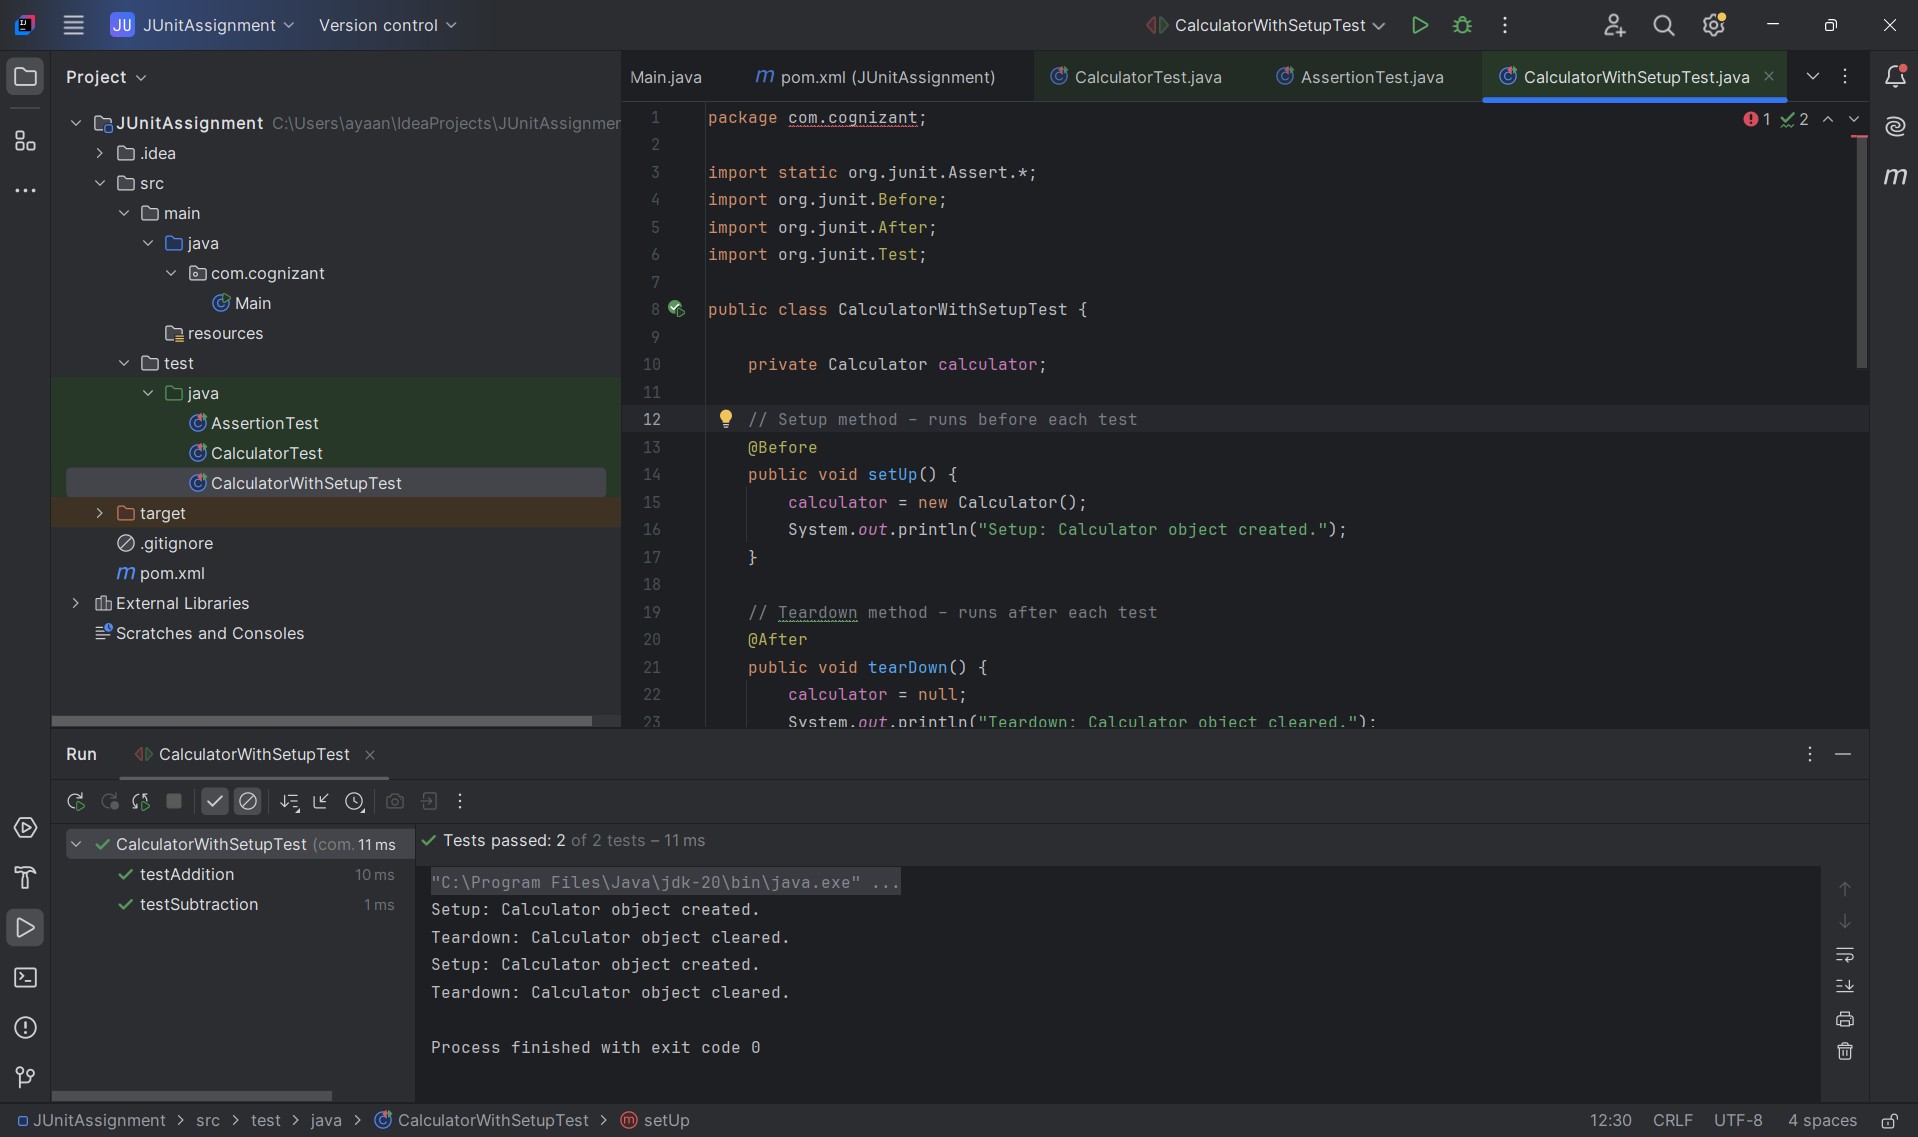 JU JUnitAssignment Version control CalculatorWithSetupTest
Project
JUnitAssignment C:\Users\ayaan\IdeaProjects\JUnitAssignmen
.idea
src
main
java
com.cognizant
Main
resources
test
java
AssertionTest
CalculatorTest
CalculatorWithSetupTest
target
.gitignore
pom.xml
External Libraries
Scratches and Consoles
Main.java m pom.xml (JUnitAssignment) CalculatorTest.java AssertionTest.java CalculatorWithSetupTest.java
1 2
1 package com.cognizant;
2
3 import static org.junit.Assert.*;
4 import org.junit.Before;
5 import org.junit.After;
6 import org.junit.Test;
7
8 public class CalculatorWithSetupTest {
9
10 private Calculator calculator;
11
12 // Setup method – runs before each test
13 @Before
14 public void setUp() {
15 calculator = new Calculator();
16 System.out.println("Setup: Calculator object created.");
17 }
18
19 // Teardown method – runs after each test
20 @After
21 public void tearDown() {
22 calculator = null;
23 System.out.println("Teardown: Calculator object cleared.");
Run CalculatorWithSetupTest
CalculatorWithSetupTest (com. 11 ms
testAddition 10 ms
testSubtraction 1 ms
Tests passed: 2 of 2 tests – 11 ms
"C:\Program Files\Java\jdk-20\bin\java.exe" ...
Setup: Calculator object created.
Teardown: Calculator object cleared.
Setup: Calculator object created.
Teardown: Calculator object cleared.
Process finished with exit code 0
JUnitAssignment > src > test > java > CalculatorWithSetupTest > m setUp 12:30 CRLF UTF-8 4 spaces